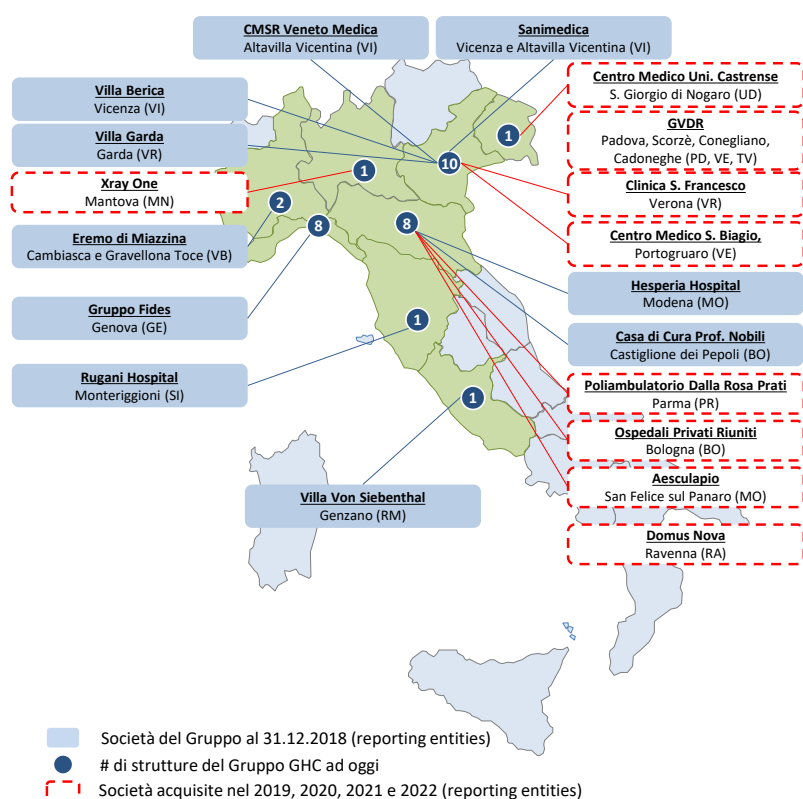 CMSR Veneto Medica
Altavilla Vicentina (VI)
Sanimedica
Vicenza e Altavilla Vicentina (VI)
Villa Berica
Vicenza (VI)
Villa Garda
Garda (VR)
Xray One
Mantova (MN)
Eremo di Miazzina
Cambiasca e Gravellona Toce (VB)
Gruppo Fides
Genova (GE)
Rugani Hospital
Monteriggioni (SI)
Villa Von Siebenthal
Genzano (RM)
Centro Medico Uni. Castrense
S. Giorgio di Nogaro (UD)
GVDR
Padova, Scorzè, Conegliano,
Cadoneghe (PD, VE, TV)
Clinica S. Francesco
Verona (VR)
Centro Medico S. Biagio,
Portogruaro (VE)
Hesperia Hospital
Modena (MO)
Casa di Cura Prof. Nobili
Castiglione dei Pepoli (BO)
Poliambulatorio Dalla Rosa Prati
Parma (PR)
Ospedali Privati Riuniti
Bologna (BO)
Aesculapio
San Felice sul Panaro (MO)
Domus Nova
Ravenna (RA)
1
10
1
2
8
8
1
1
Società del Gruppo al 31.12.2018 (reporting entities)
# di strutture del Gruppo GHC ad oggi
Società acquisite nel 2019, 2020, 2021 e 2022 (reporting entities)